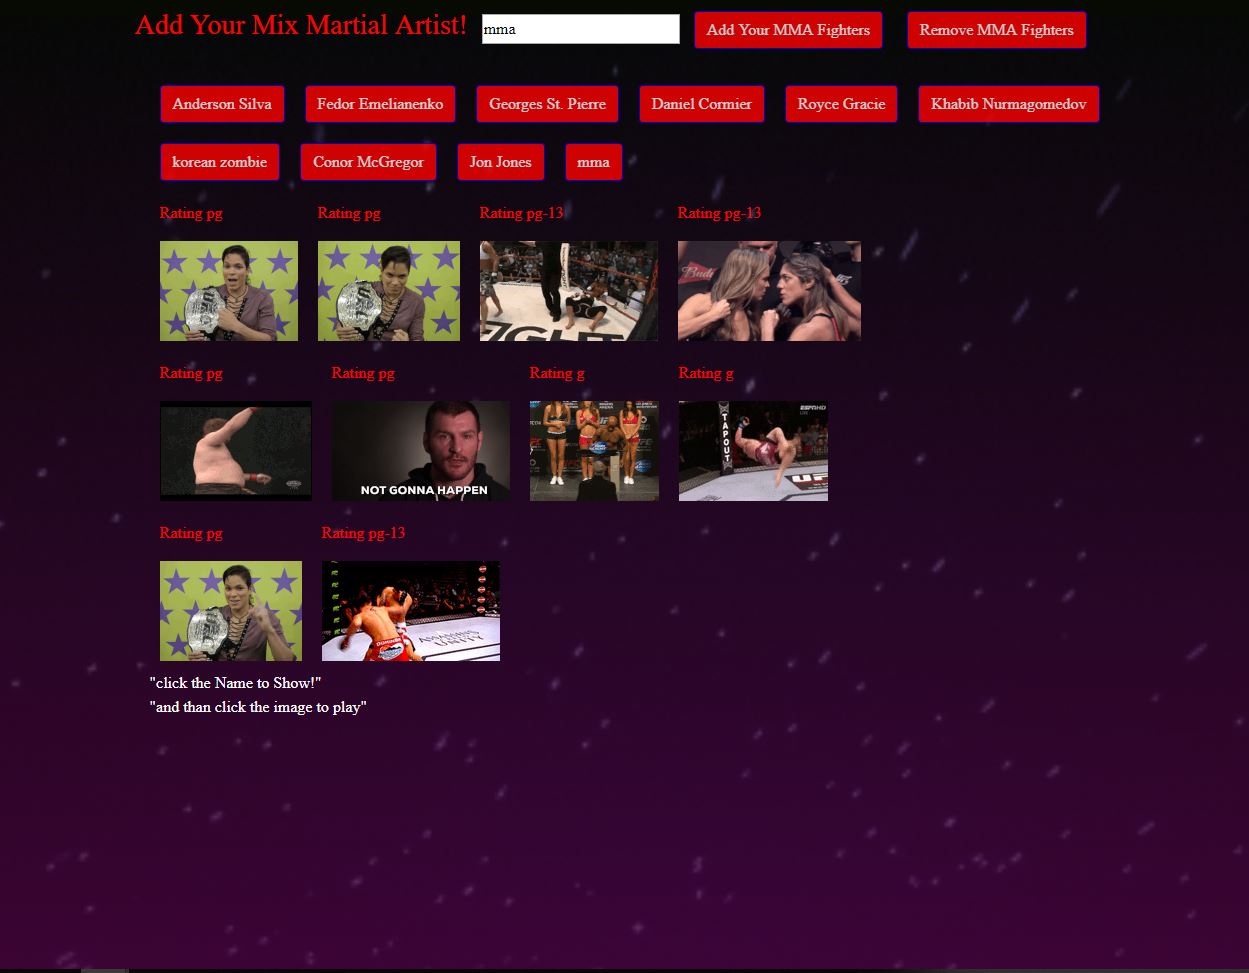 Add Your Mix Martial Artist! mma Add Your MMA Fighters Remove MMA Fighters
Anderson Silva Fedor Emelianenko Georges St. Pierre Daniel Cormier Royce Gracie Khabib Nurmagomedov
korean zombie Conor McGregor Jon Jones mma
Rating pg Rating pg Rating pg-13 Rating pg-13
Rating pg Rating pg Rating g Rating g
TAPOUT
NOT GONNA HAPPEN
Rating pg Rating pg-13
UNITY
"click the Name to Show!"
"and than click the image to play"